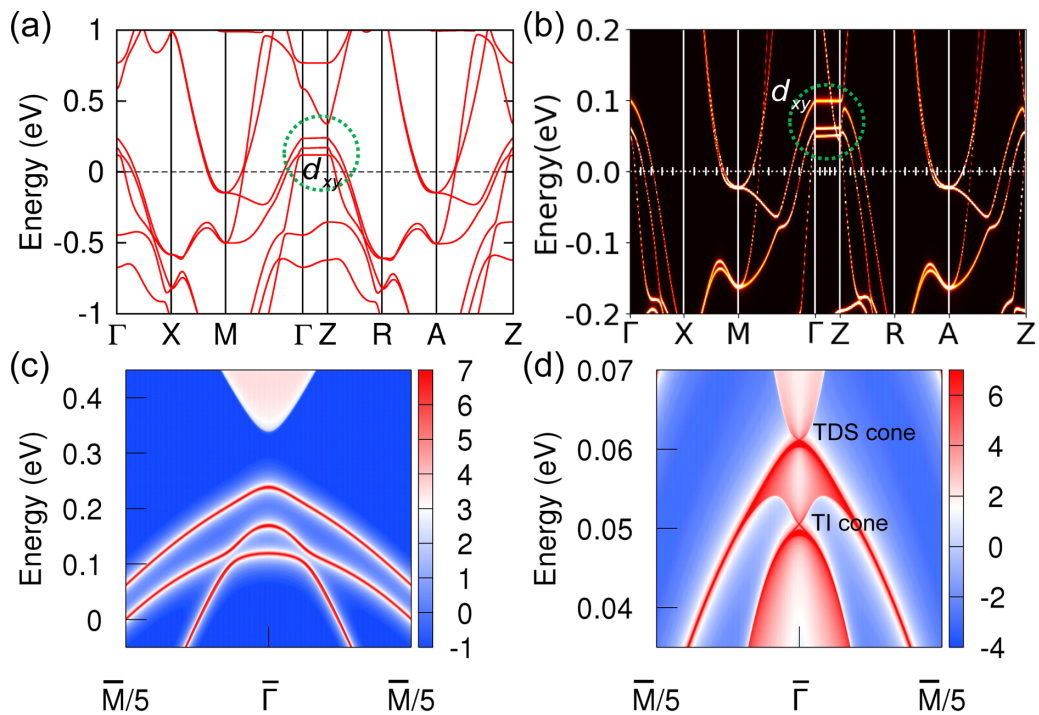 (a)
Energy (eV)
1
0.5
0
-0.5
-1
d_xy
Γ X M Γ Z R A Z
(b)
Energy (eV)
0.2
0.1
0.0
-0.1
-0.2
d_xy
Γ X M Γ Z R A Z
(c)
Energy (eV)
0.4
0.3
0.2
0.1
0
7
6
5
4
3
2
1
0
-1
M̅/5 Γ̅ M̅/5
(d)
Energy (eV)
0.07
0.06
0.05
0.04
TDS cone
TI cone
6
4
2
0
-2
-4
M̅/5 Γ̅ M̅/5